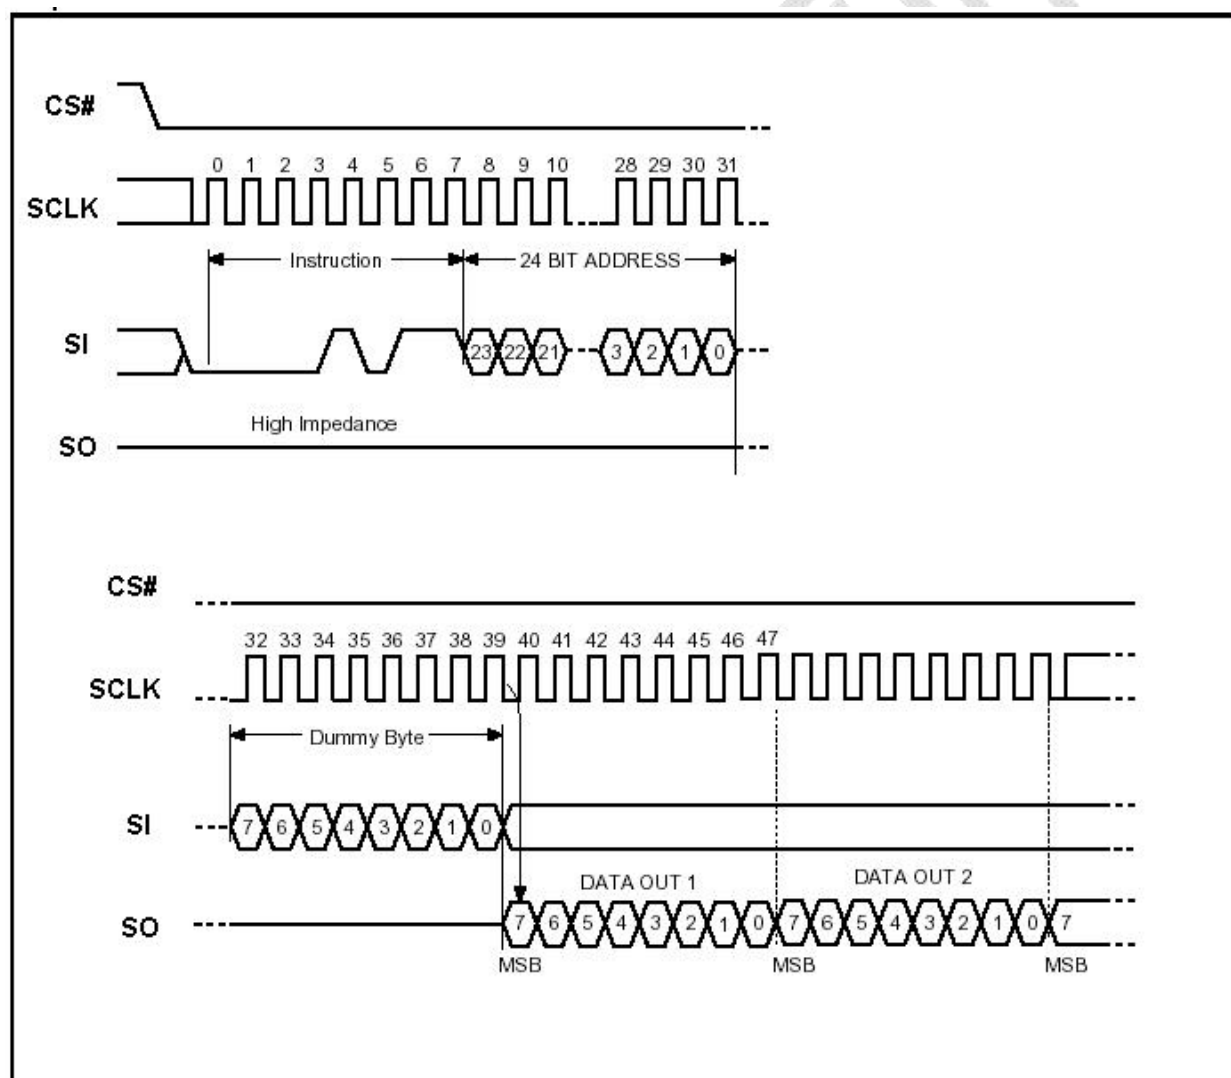 CS#
0 1 2 3 4 5 6 7 8 9 10 28 29 30 31
SCLK
Instruction 24 BIT ADDRESS
SI
23 22 21 3 2 1 0
High Impedance
SO
CS#
32 33 34 35 36 37 38 39 40 41 42 43 44 45 46 47
SCLK
Dummy Byte
SI
7 6 5 4 3 2 1 0
DATA OUT 1 DATA OUT 2
SO
7 6 5 4 3 2 1 0 7 6 5 4 3 2 1 0 7
MSB MSB MSB